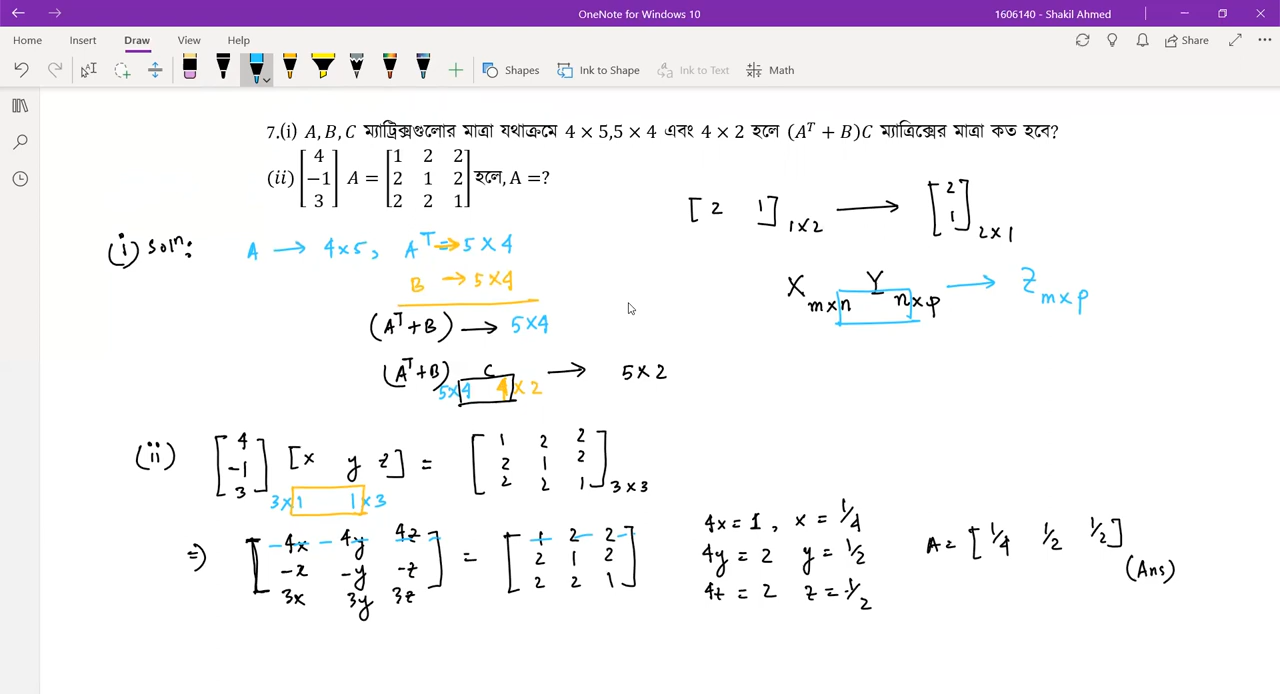 OneNote for Windows 10
1606140 - Shakil Ahmed
Home Insert Draw View Help
Share
Shapes Ink to Shape Ink to Text Math
7.(i) A, B, C ম্যাট্রিক্সগুলোর মাত্রা যথাক্রমে 4 × 5,5 × 4 এবং 4 × 2 হলে (Aᵀ + B)C ম্যাত্রিক্সের মাত্রা কত হবে?
(ii) [4 -1 3] A = [1 2 2 2 1 2 2 2 1] হলে, A =?
[2 1] 1×2 → [2 1] 2×1
(i) Soln: A → 4×5, Aᵀ → 5×4
B → 5×4
X m×n Y n×p → Z m×p
(Aᵀ+B) → 5×4
(Aᵀ+B) 5×4 C 4×2 → 5×2
(ii) [4 -1 3] 3×1 [x y z] 1×3 = [1 2 2 2 1 2 2 2 1] 3×3
⇒ [4x 4y 4z -x -y -z 3x 3y 3z] = [1 2 2 2 1 2 2 2 1]
4x = 1, x = 1/4
4y = 2 y = 1/2
4z = 2 z = 1/2
A = [1/4 1/2 1/2]
(Ans)